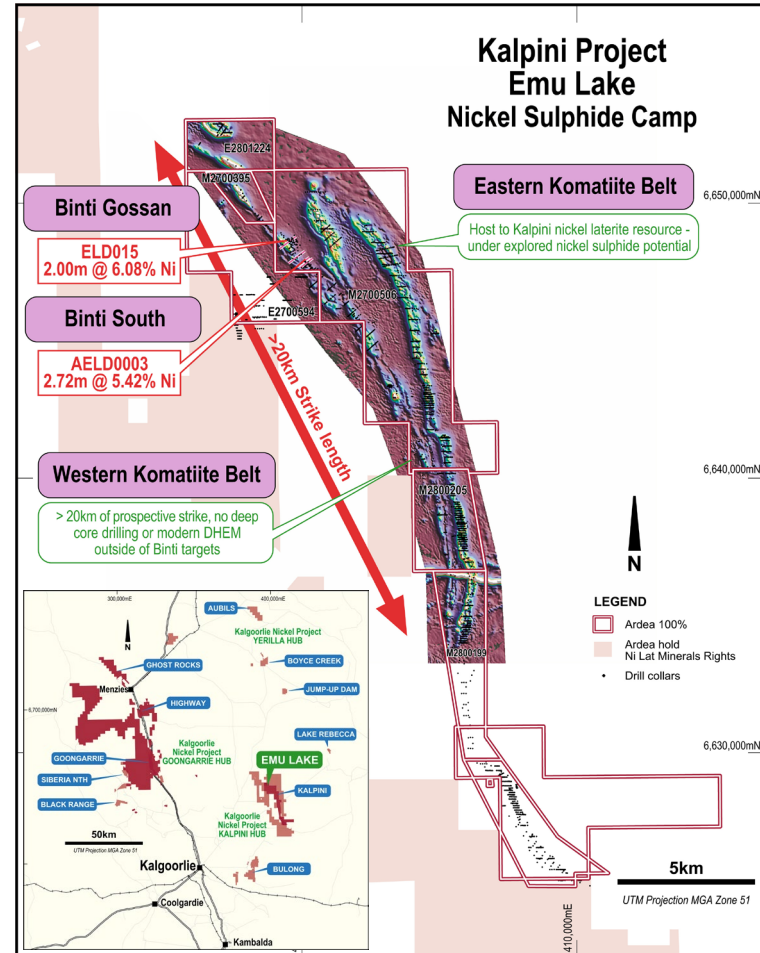 Kalpini Project
Emu Lake
Nickel Sulphide Camp
E2801224
M2700395
Binti Gossan
ELD015
2.00m @ 6.08% Ni
Eastern Komatiite Belt
Host to Kalpini nickel laterite resource -
under explored nickel sulphide potential
6,650,000mN
M2700506
E2700594
Binti South
AELD0003
2.72m @ 5.42% Ni
>20km Strike length
Western Komatiite Belt
> 20km of prospective strike, no deep
core drilling or modern DHEM
outside of Binti targets
6,640,000mN
M2800205
N
LEGEND
Ardea 100%
Ardea hold
Ni Lat Minerals Rights
Drill collars
M2800199
6,630,000mN
5km
UTM Projection MGA Zone 51
410,000mE
300,000mE
400,000mE
N
AUBILS
Kalgoorlie Nickel Project
YERILLA HUB
GHOST ROCKS
BOYCE CREEK
Menzies
JUMP-UP DAM
HIGHWAY
6,700,000mN
LAKE REBECCA
Kalgoorlie
Nickel Project
GOONGARRIE HUB
GOONGARRIE
EMU LAKE
SIBERIA NTH
KALPINI
BLACK RANGE
Kalgoorlie
Nickel Project
KALPINI HUB
50km
UTM Projection MGA Zone 51
Kalgoorlie
BULONG
Coolgardie
Kambalda